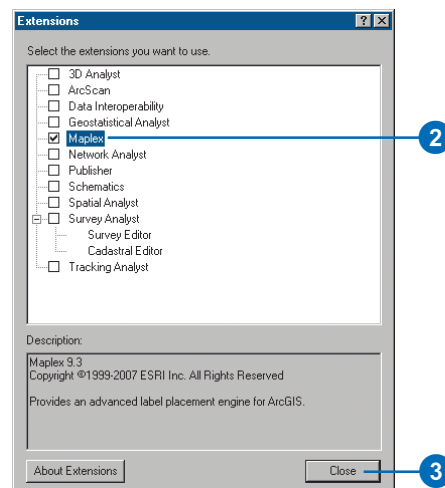 Extensions
Select the extensions you want to use.
3D Analyst
ArcScan
Data Interoperability
Geostatistical Analyst
Maplex
2
Network Analyst
Publisher
Schematics
Spatial Analyst
Survey Analyst
Survey Editor
Cadastral Editor
Tracking Analyst
Description:
Maplex 9.3
Copyright ©1999-2007 ESRI Inc. All Rights Reserved
Provides an advanced label placement engine for ArcGIS.
About Extensions
Close
3